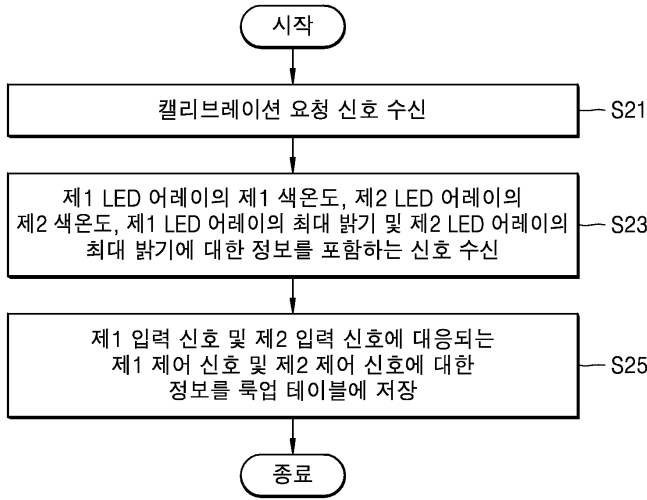 시작
캘리브레이션 요청 신호 수신
S21
제1 LED 어레이의 제1 색온도, 제2 LED 어레이의
제2 색온도, 제1 LED 어레이의 최대 밝기 및 제2 LED 어레이의
최대 밝기에 대한 정보를 포함하는 신호 수신
S23
제1 입력 신호 및 제2 입력 신호에 대응되는
제1 제어 신호 및 제2 제어 신호에 대한
정보를 룩업 테이블에 저장
S25
종료